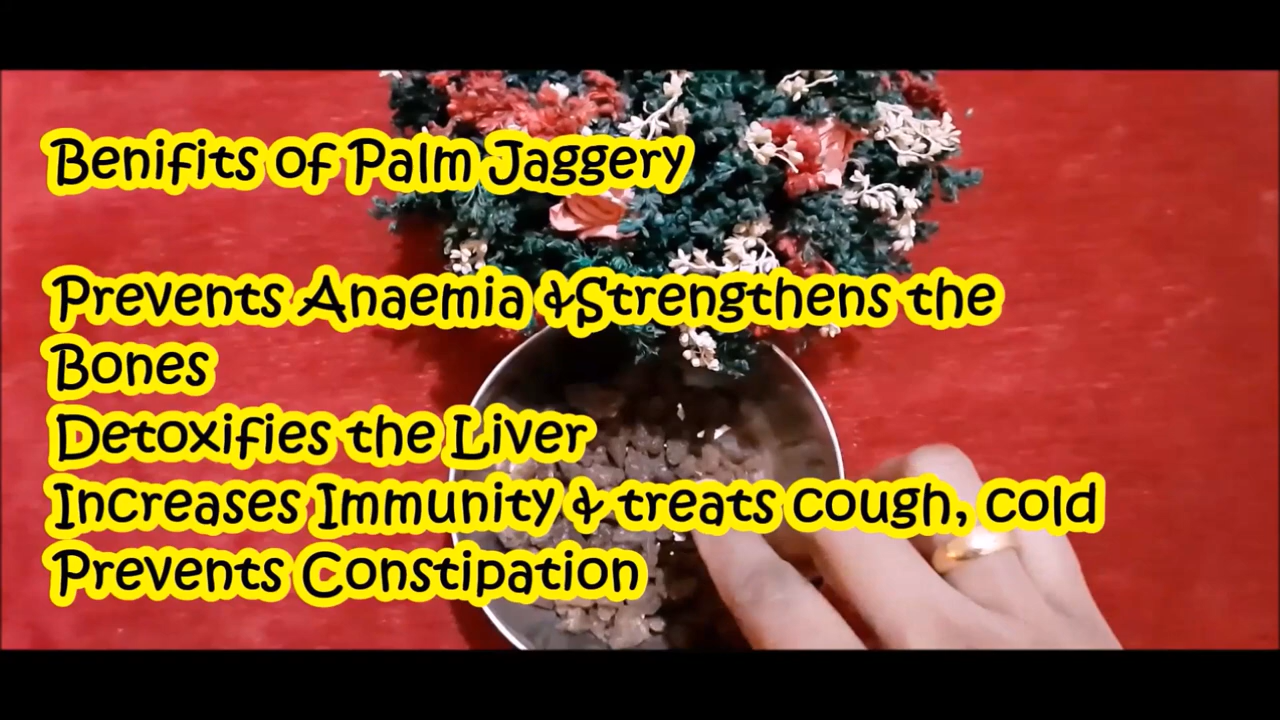 Benifits of Palm Jaggery
Prevents Anaemia &Strengthens the
Bones
Detoxifies the Liver
Increases Immunity & treats cough, cold
Prevents Constipation